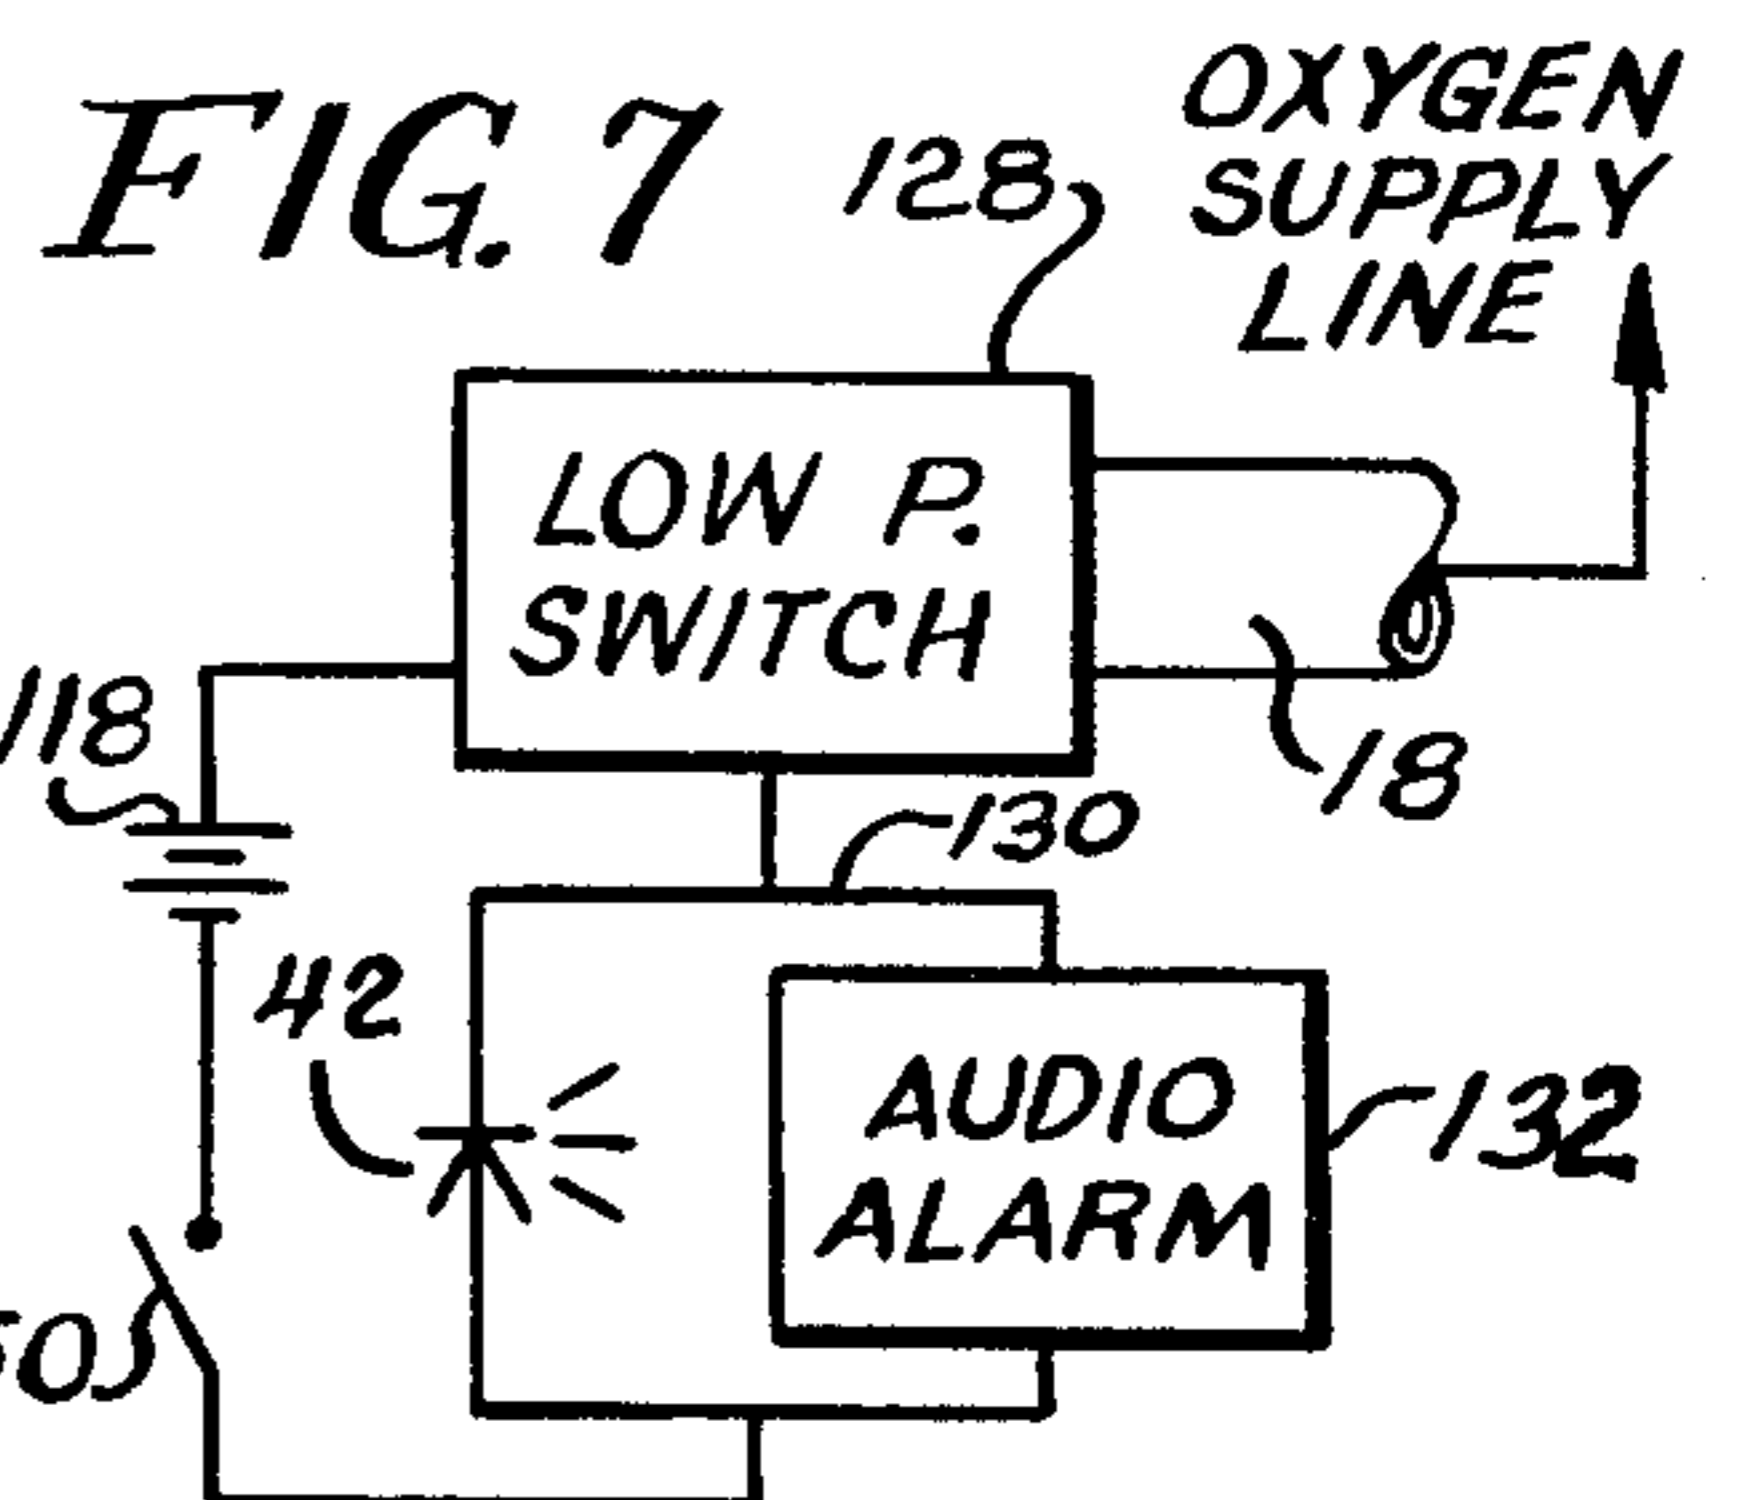 FIG. 7
128
OXYGEN
SUPPLY
LINE
LOW P.
SWITCH
118
18
130
42
AUDIO
ALARM
132